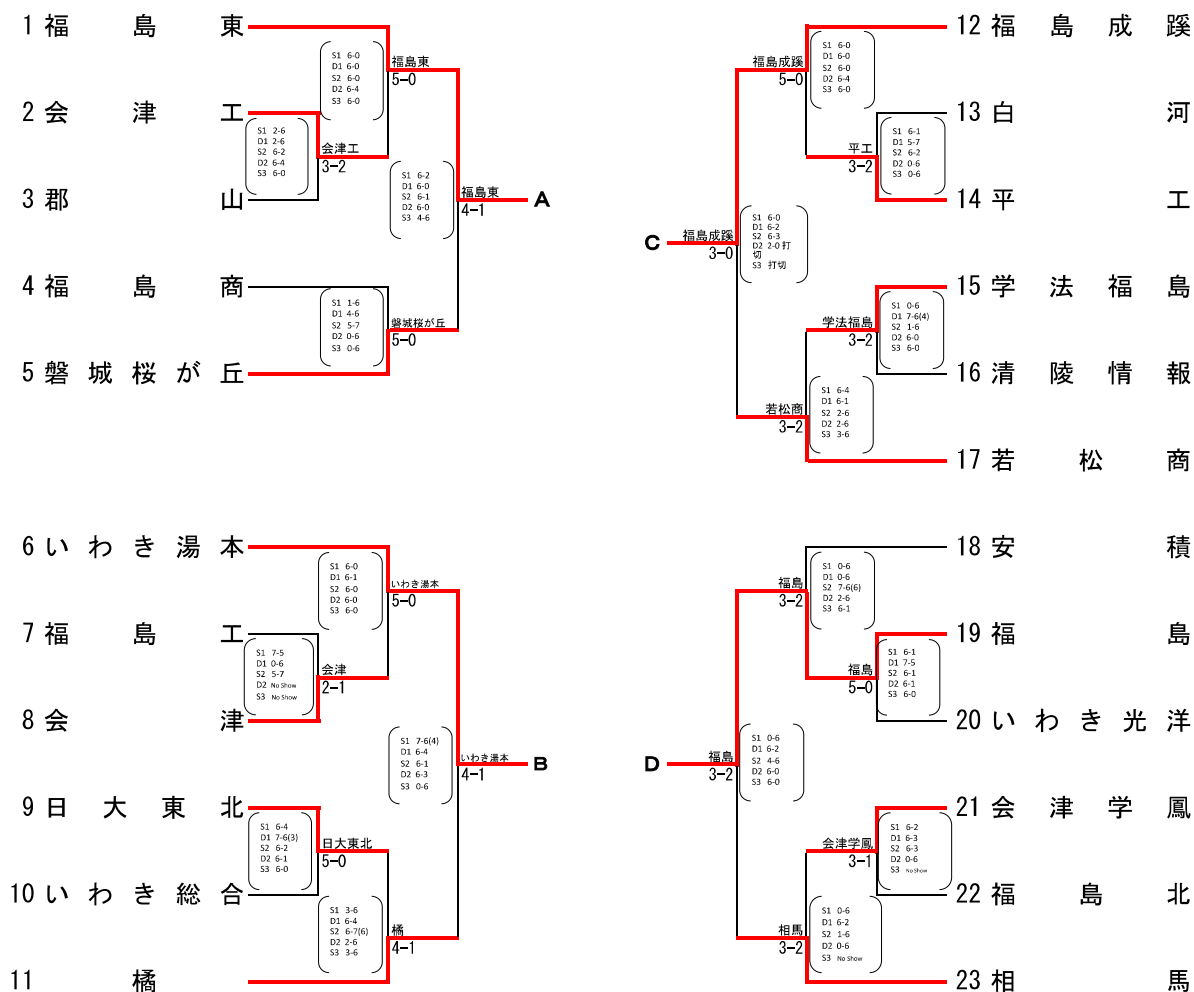 1 福島東
S1 6-0
D1 6-0
S2 6-0
D2 6-4
S3 6-0
福島東
5-0
2 会津工
S1 2-6
D1 2-6
S2 6-2
D2 6-4
S3 6-0
会津工
3-2
3 郡山
S1 6-2
D1 6-0
S2 6-1
D2 6-0
S3 4-6
福島東
4-1
A
4 福島商
S1 1-6
D1 4-6
S2 5-7
D2 0-6
S3 0-6
磐城桜が丘
5-0
5 磐城桜が丘
6 いわき湯本
S1 6-0
D1 6-1
S2 6-0
D2 6-0
S3 6-0
いわき湯本
5-0
7 福島工
S1 7-5
D1 0-6
S2 5-7
D2 No Show
S3 No Show
会津
2-1
8 会津
S1 7-6(4)
D1 6-4
S2 6-1
D2 6-3
S3 0-6
いわき湯本
4-1
B
9 日大東北
S1 6-4
D1 7-6(3)
S2 6-2
D2 6-1
S3 6-0
日大東北
5-0
10 いわき総合
S1 3-6
D1 6-4
S2 6-7(6)
D2 2-6
S3 3-6
橘
4-1
11 橘
12 福島成蹊
福島成蹊
5-0
S1 6-0
D1 6-0
S2 6-0
D2 6-4
S3 6-0
13 白河
平工
3-2
S1 6-1
D1 5-7
S2 6-2
D2 0-6
S3 0-6
14 平工
C
福島成蹊
3-0
S1 6-0
D1 6-2
S2 6-3
D2 2-0 打
切
S3 打切
15 学法福島
学法福島
3-2
S1 0-6
D1 7-6(4)
S2 1-6
D2 6-0
S3 6-0
16 清陵情報
若松商
3-2
S1 6-4
D1 6-1
S2 2-6
D2 2-6
S3 3-6
17 若松商
18 安積
福島
3-2
S1 0-6
D1 0-6
S2 7-6(6)
D2 2-6
S3 6-1
19 福島
福島
5-0
S1 6-1
D1 7-5
S2 6-1
D2 6-1
S3 6-0
20 いわき光洋
D
福島
3-2
S1 0-6
D1 6-2
S2 4-6
D2 6-0
S3 6-0
21 会津学鳳
会津学鳳
3-1
S1 6-2
D1 6-3
S2 6-3
D2 0-6
S3 No Show
22 福島北
相馬
3-2
S1 0-6
D1 6-2
S2 1-6
D2 0-6
S3 No Show
23 相馬